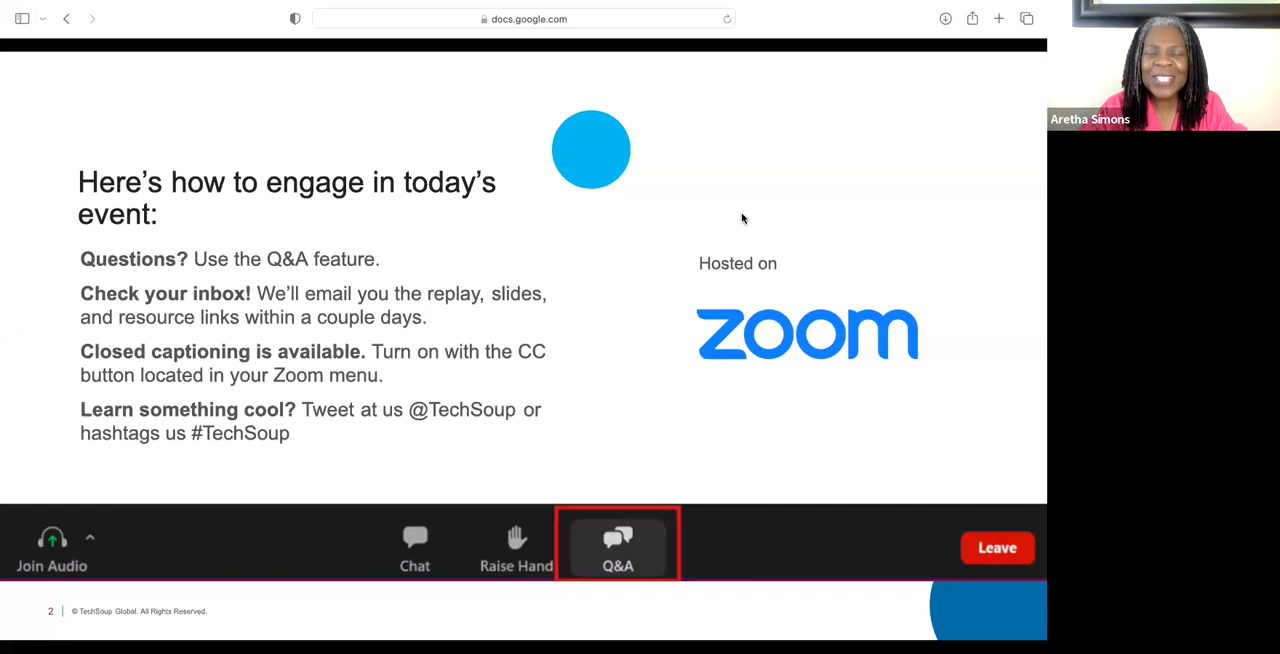 docs.google.com
Aretha Simons
Here's how to engage in today's
event:
Questions? Use the Q&A feature.
Check your inbox! We'll email you the replay, slides,
and resource links within a couple days.
Closed captioning is available. Turn on with the CC
button located in your Zoom menu.
Learn something cool? Tweet at us @TechSoup or
hashtags us #TechSoup
Hosted on
zoom
Join Audio
Chat
Raise Hand
Q&A
Leave
2
© TechSoup Global. All Rights Reserved.